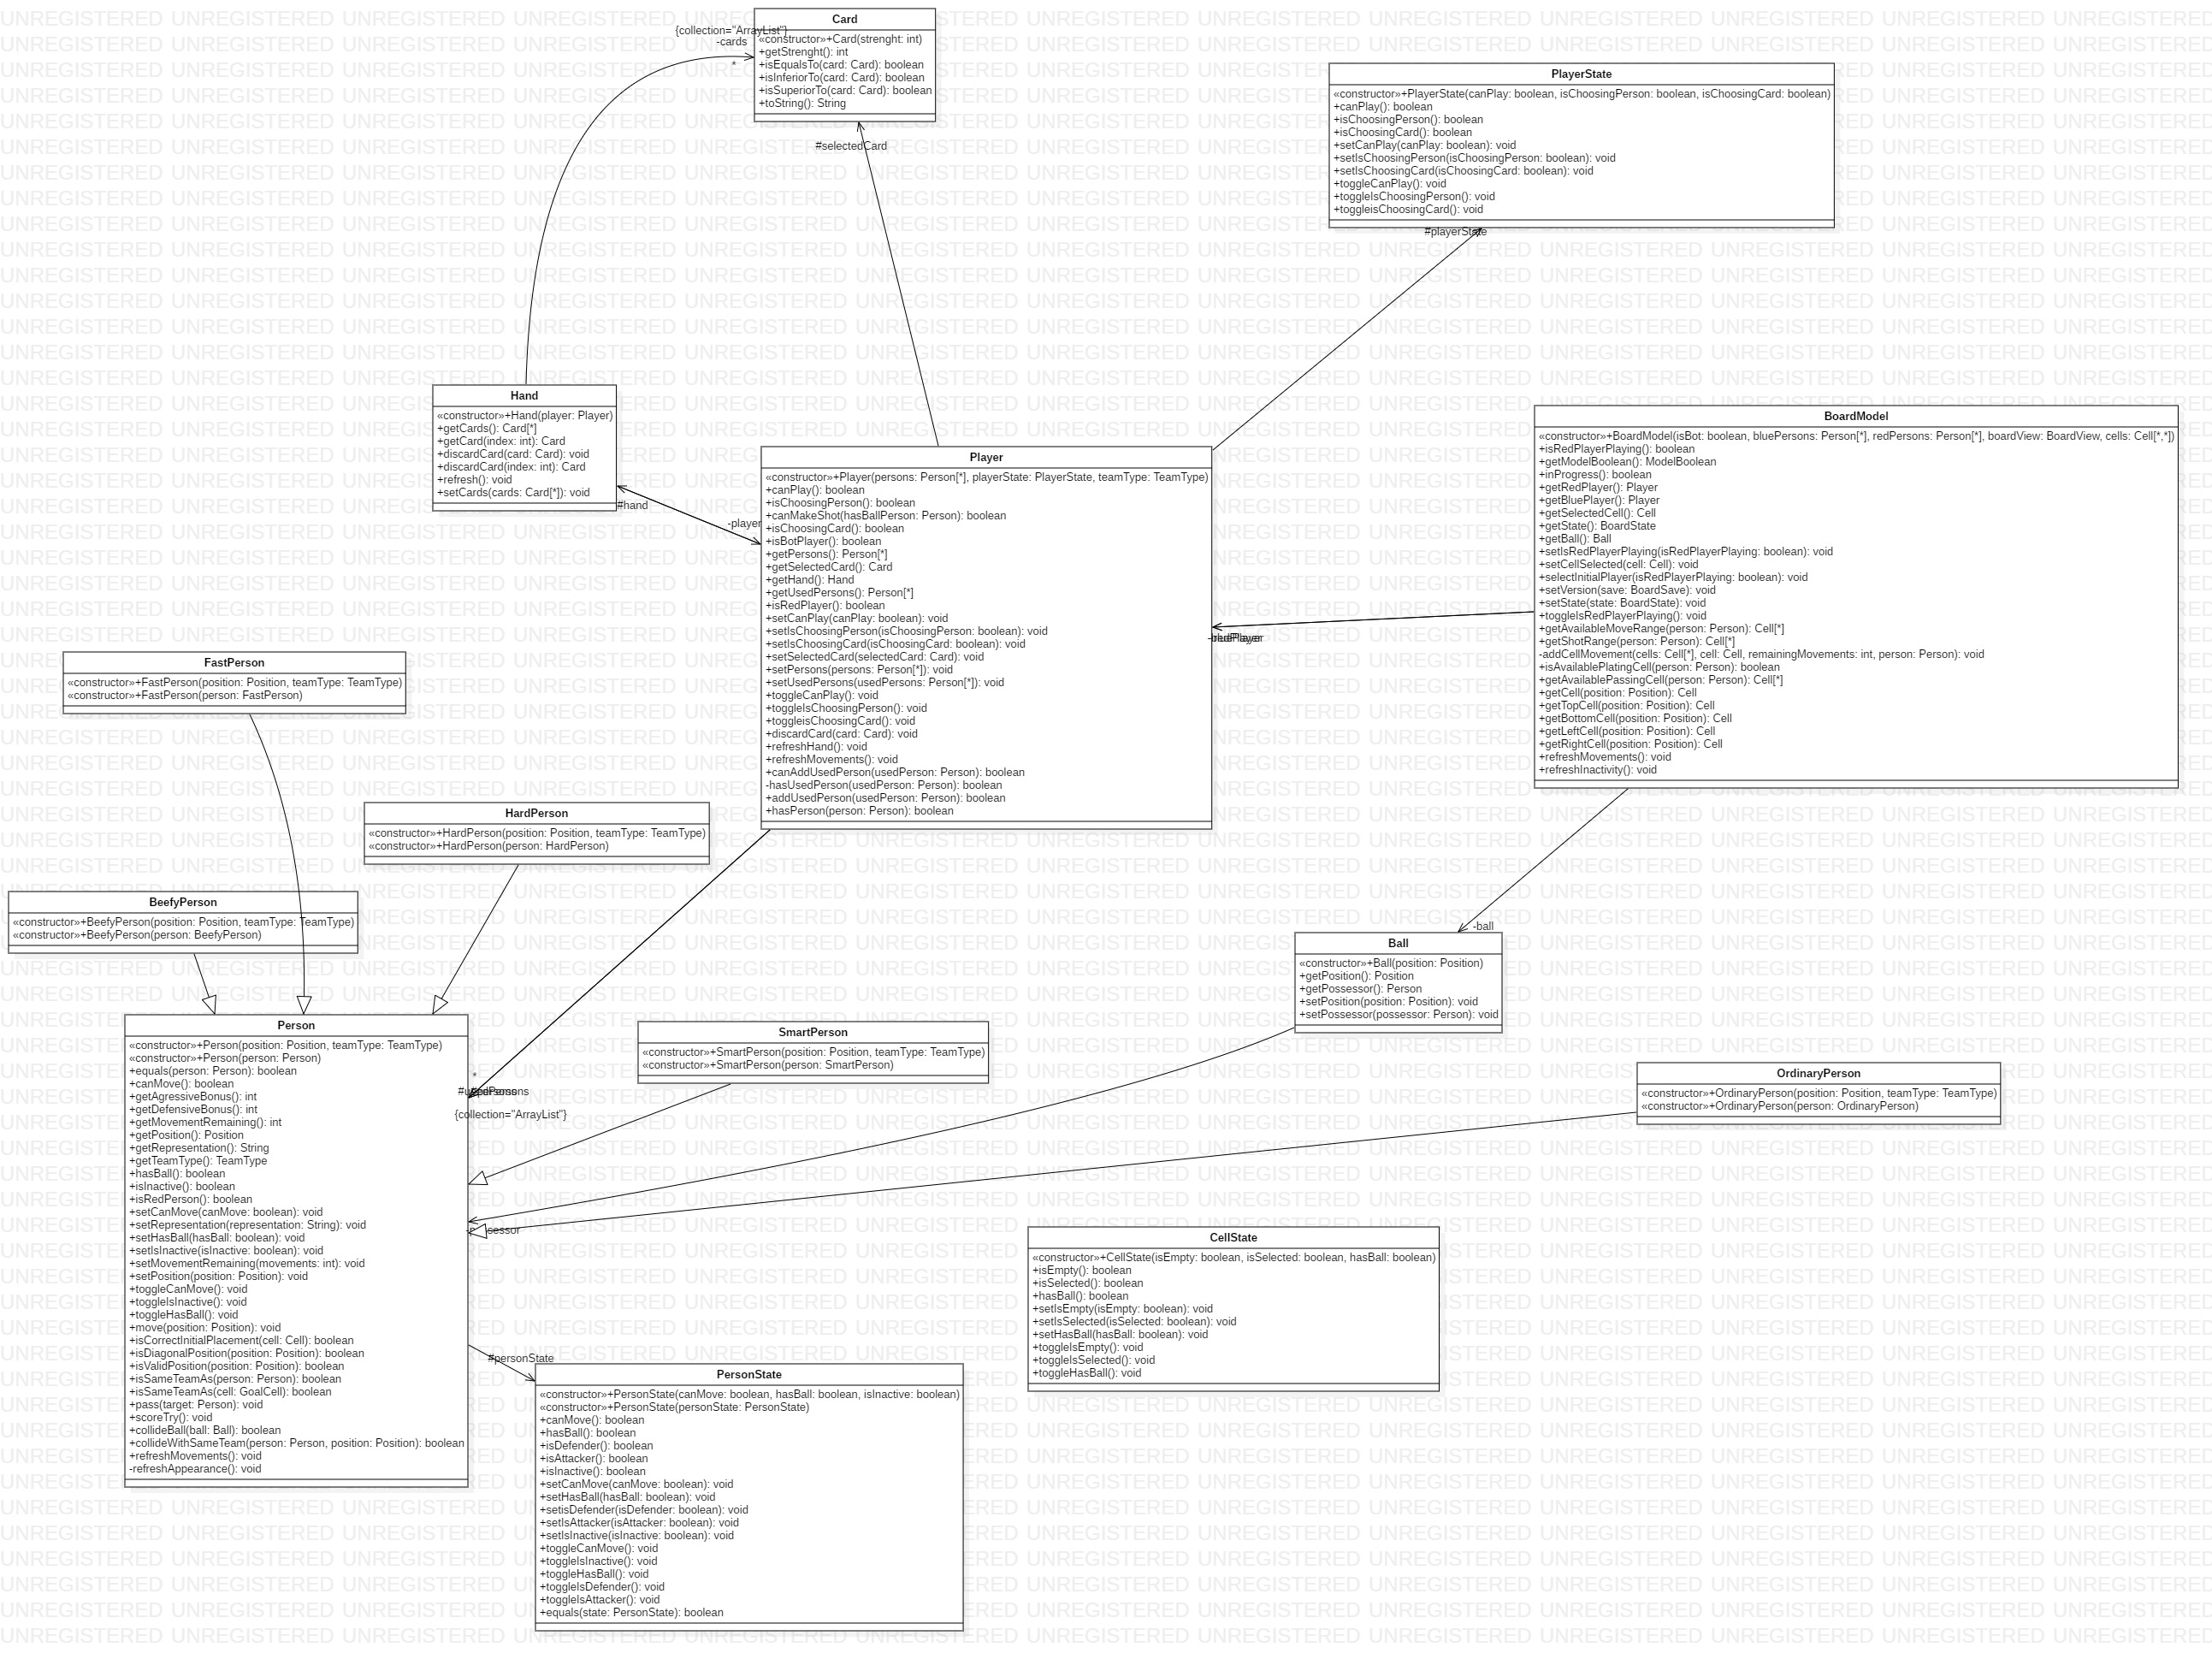 Card
«constructor»+Card(strenght: int)
+getStrenght(): int
+isEqualsTo(card: Card): boolean
+isInferiorTo(card: Card): boolean
+isSuperiorTo(card: Card): boolean
+toString(): String
{collection="ArrayList"}
-cards
*
#selectedCard
PlayerState
«constructor»+PlayerState(canPlay: boolean, isChoosingPerson: boolean, isChoosingCard: boolean)
+canPlay(): boolean
+isChoosingPerson(): boolean
+isChoosingCard(): boolean
+setCanPlay(canPlay: boolean): void
+setIsChoosingPerson(isChoosingPerson: boolean): void
+setIsChoosingCard(isChoosingCard: boolean): void
+toggleCanPlay(): void
+toggleIsChoosingPerson(): void
+toggleisChoosingCard(): void
#playerState
Hand
«constructor»+Hand(player: Player)
+getCards(): Card[*]
+getCard(index: int): Card
+discardCard(card: Card): void
+discardCard(index: int): Card
+refresh(): void
+setCards(cards: Card[*]): void
#hand
-player
Player
«constructor»+Player(persons: Person[*], playerState: PlayerState, teamType: TeamType)
+canPlay(): boolean
+isChoosingPerson(): boolean
+canMakeShot(hasBallPerson: Person): boolean
+isChoosingCard(): boolean
+isBotPlayer(): boolean
+getPersons(): Person[*]
+getSelectedCard(): Card
+getHand(): Hand
+getUsedPersons(): Person[*]
+isRedPlayer(): boolean
+setCanPlay(canPlay: boolean): void
+setIsChoosingPerson(isChoosingPerson: boolean): void
+setIsChoosingCard(isChoosingCard: boolean): void
+setSelectedCard(selectedCard: Card): void
+setPersons(persons: Person[*]): void
+setUsedPersons(usedPersons: Person[*]): void
+toggleCanPlay(): void
+toggleIsChoosingPerson(): void
+toggleisChoosingCard(): void
+discardCard(card: Card): void
+refreshHand(): void
+refreshMovements(): void
+canAddUsedPerson(usedPerson: Person): boolean
-hasUsedPerson(usedPerson: Person): boolean
+addUsedPerson(usedPerson: Person): boolean
+hasPerson(person: Person): boolean
BoardModel
«constructor»+BoardModel(isBot: boolean, bluePersons: Person[*], redPersons: Person[*], boardView: BoardView, cells: Cell[*,*])
+isRedPlayerPlaying(): boolean
+getModelBoolean(): ModelBoolean
+inProgress(): boolean
+getRedPlayer(): Player
+getBluePlayer(): Player
+getSelectedCell(): Cell
+getState(): BoardState
+getBall(): Ball
+setIsRedPlayerPlaying(isRedPlayerPlaying: boolean): void
+setCellSelected(cell: Cell): void
+selectInitialPlayer(isRedPlayerPlaying: boolean): void
+setVersion(save: BoardSave): void
+setState(state: BoardState): void
+toggleIsRedPlayerPlaying(): void
+getAvailableMoveRange(person: Person): Cell[*]
+getShotRange(person: Person): Cell[*]
-addCellMovement(cells: Cell[*], cell: Cell, remainingMovements: int, person: Person): void
+isAvailablePlatingCell(person: Person): boolean
+getAvailablePassingCell(person: Person): Cell[*]
+getCell(position: Position): Cell
+getTopCell(position: Position): Cell
+getBottomCell(position: Position): Cell
+getLeftCell(position: Position): Cell
+getRightCell(position: Position): Cell
+refreshMovements(): void
+refreshInactivity(): void
FastPerson
«constructor»+FastPerson(position: Position, teamType: TeamType)
«constructor»+FastPerson(person: FastPerson)
HardPerson
«constructor»+HardPerson(position: Position, teamType: TeamType)
«constructor»+HardPerson(person: HardPerson)
BeefyPerson
«constructor»+BeefyPerson(position: Position, teamType: TeamType)
«constructor»+BeefyPerson(person: BeefyPerson)
-ball
Ball
«constructor»+Ball(position: Position)
+getPosition(): Position
+getPossessor(): Person
+setPosition(position: Position): void
+setPossessor(possessor: Person): void
Person
«constructor»+Person(position: Position, teamType: TeamType)
«constructor»+Person(person: Person)
+equals(person: Person): boolean
+canMove(): boolean
+getAgressiveBonus(): int
+getDefensiveBonus(): int
+getMovementRemaining(): int
+getPosition(): Position
+getRepresentation(): String
+getTeamType(): TeamType
+hasBall(): boolean
+isInactive(): boolean
+isRedPerson(): boolean
+setCanMove(canMove: boolean): void
+setRepresentation(representation: String): void
+setHasBall(hasBall: boolean): void
+setIsInactive(isInactive: boolean): void
+setMovementRemaining(movements: int): void
+setPosition(position: Position): void
+toggleCanMove(): void
+toggleIsInactive(): void
+toggleHasBall(): void
+move(position: Position): void
+isCorrectInitialPlacement(cell: Cell): boolean
+isDiagonalPosition(position: Position): boolean
+isValidPosition(position: Position): boolean
+isSameTeamAs(person: Person): boolean
+isSameTeamAs(cell: GoalCell): boolean
+pass(target: Person): void
+scoreTry(): void
+collideBall(ball: Ball): boolean
+collideWithSameTeam(person: Person, position: Position): boolean
+refreshMovements(): void
-refreshAppearance(): void
*
{collection="ArrayList"}
SmartPerson
«constructor»+SmartPerson(position: Position, teamType: TeamType)
«constructor»+SmartPerson(person: SmartPerson)
OrdinaryPerson
«constructor»+OrdinaryPerson(position: Position, teamType: TeamType)
«constructor»+OrdinaryPerson(person: OrdinaryPerson)
CellState
«constructor»+CellState(isEmpty: boolean, isSelected: boolean, hasBall: boolean)
+isEmpty(): boolean
+isSelected(): boolean
+hasBall(): boolean
+setIsEmpty(isEmpty: boolean): void
+setIsSelected(isSelected: boolean): void
+setHasBall(hasBall: boolean): void
+toggleIsEmpty(): void
+toggleIsSelected(): void
+toggleHasBall(): void
#personState
PersonState
«constructor»+PersonState(canMove: boolean, hasBall: boolean, isInactive: boolean)
«constructor»+PersonState(personState: PersonState)
+canMove(): boolean
+hasBall(): boolean
+isDefender(): boolean
+isAttacker(): boolean
+isInactive(): boolean
+setCanMove(canMove: boolean): void
+setHasBall(hasBall: boolean): void
+setisDefender(isDefender: boolean): void
+setIsAttacker(isAttacker: boolean): void
+setIsInactive(isInactive: boolean): void
+toggleCanMove(): void
+toggleIsInactive(): void
+toggleHasBall(): void
+toggleIsDefender(): void
+toggleIsAttacker(): void
+equals(state: PersonState): boolean